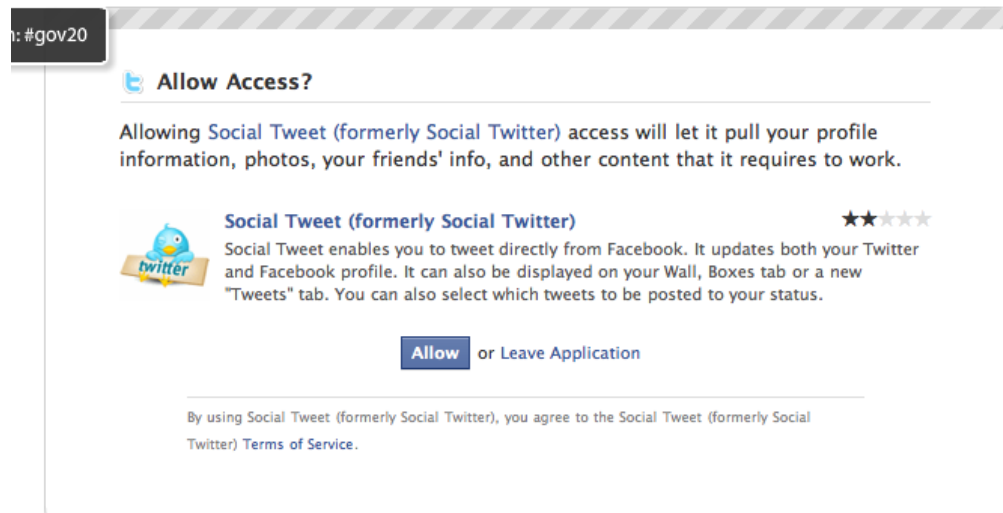 : #gov20
Allow Access?
Allowing Social Tweet (formerly Social Twitter) access will let it pull your profile
information, photos, your friends' info, and other content that it requires to work.
Social Tweet (formerly Social Twitter)
Social Tweet enables you to tweet directly from Facebook. It updates both your Twitter
and Facebook profile. It can also be displayed on your Wall, Boxes tab or a new
"Tweets" tab. You can also select which tweets to be posted to your status.
twitter
Allow or Leave Application
By using Social Tweet (formerly Social Twitter), you agree to the Social Tweet (formerly Social
Twitter) Terms of Service.